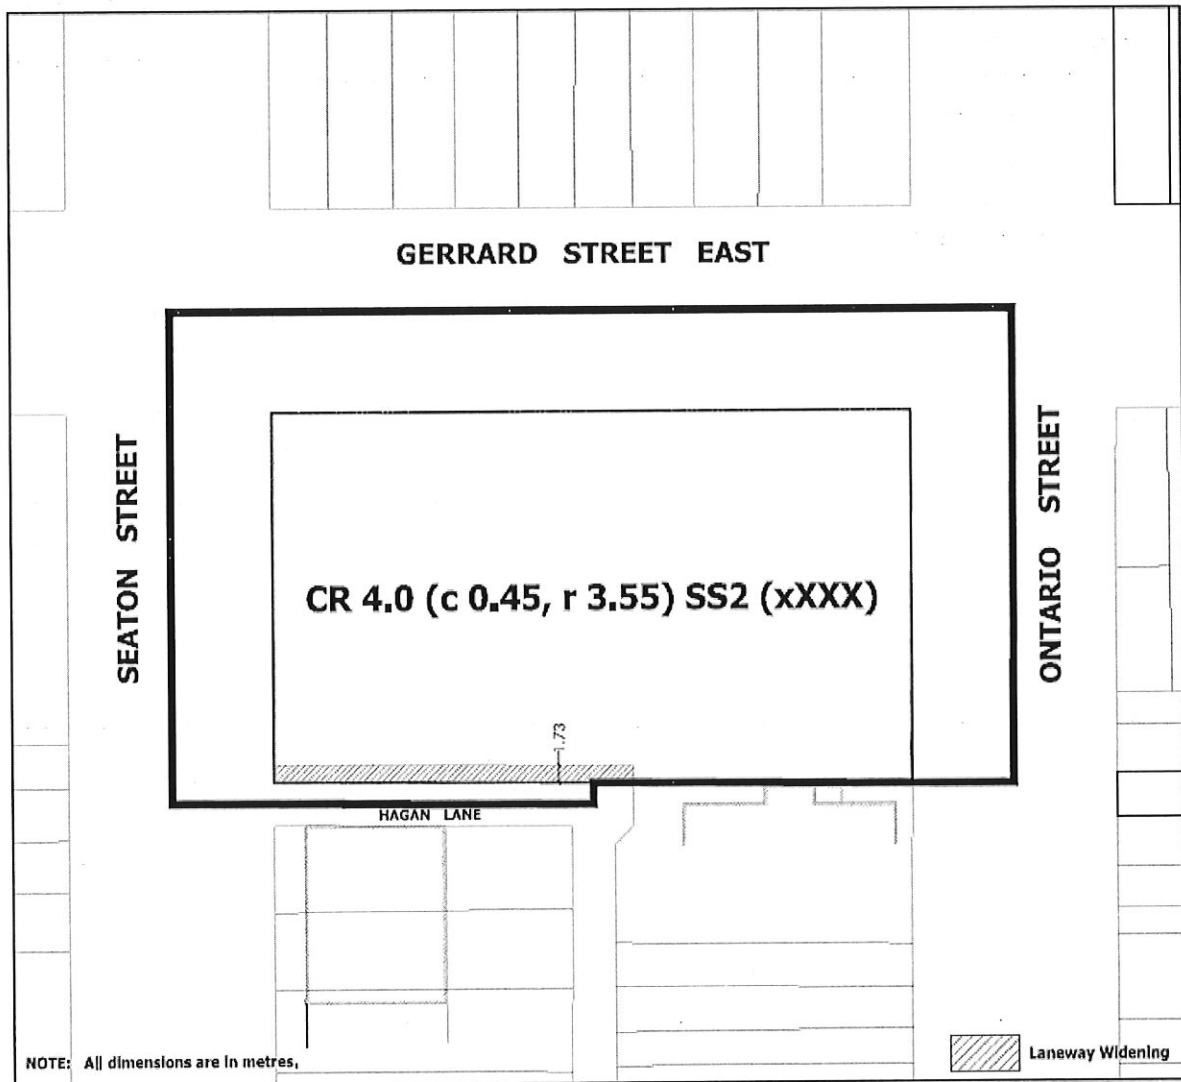 GERRARD STREET EAST
SEATON STREET
ONTARIO STREET
CR 4.0 (c 0.45, r 3.55) SS2 (xXXX)
1.73
HAGAN LANE
NOTE: All dimensions are in metres.
Laneway Widening